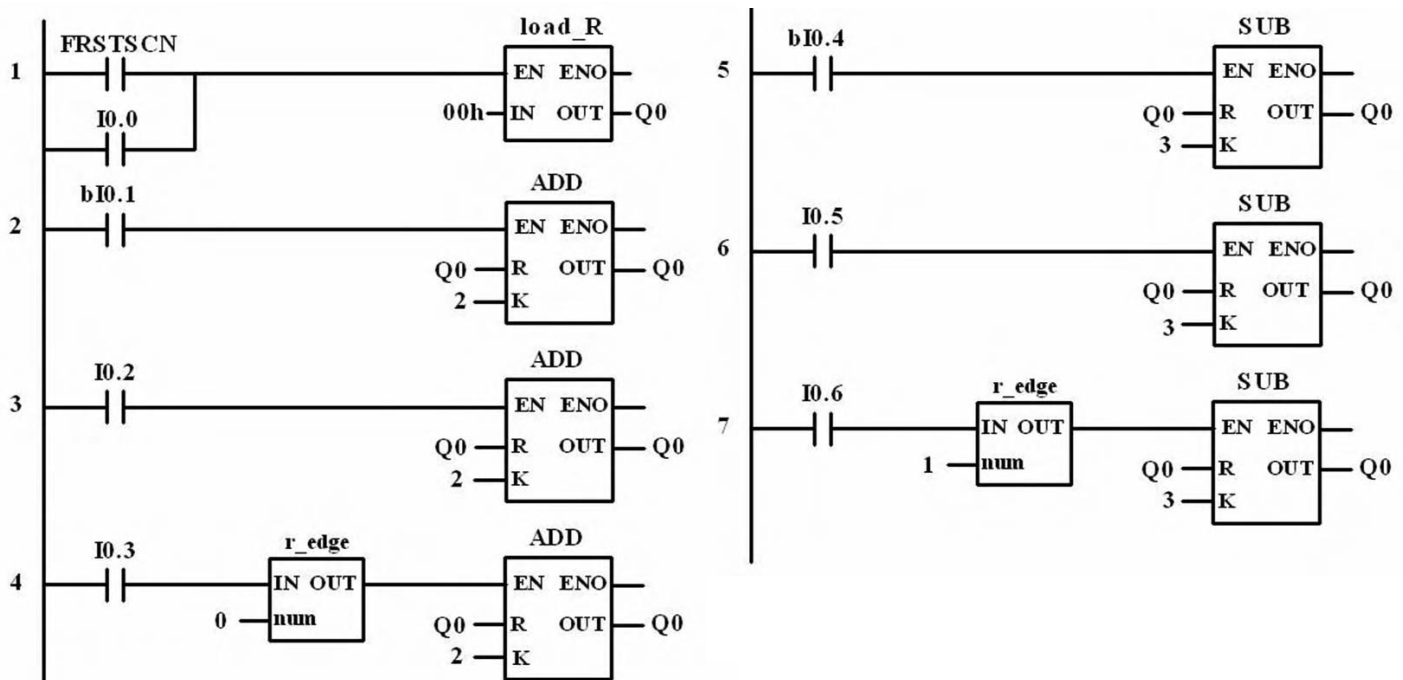 FRSTSCN
load_R
1
EN ENO
I0.0
00h IN OUT Q0
bI0.1
ADD
2
EN ENO
Q0 R OUT Q0
2 K
I0.2
ADD
3
EN ENO
Q0 R OUT Q0
2 K
I0.3
r_edge
ADD
4
IN OUT
EN ENO
0 num
Q0 R OUT Q0
2 K
bI0.4
SUB
5
EN ENO
Q0 R OUT Q0
3 K
I0.5
SUB
6
EN ENO
Q0 R OUT Q0
3 K
I0.6
r_edge
SUB
7
IN OUT
EN ENO
1 num
Q0 R OUT Q0
3 K